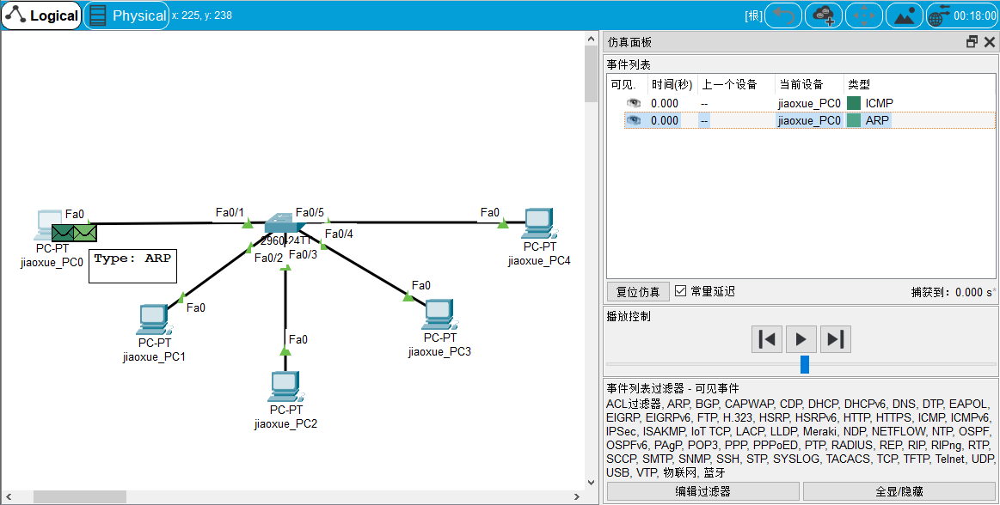 Logical Physical x: 225, y: 238 [根] 00:18:00
仿真面板
事件列表
可见. 时间(秒) 上一个设备 当前设备 类型
0.000 -- jiaoxue_PC0 ICMP
0.000 -- jiaoxue_PC0 ARP
Fa0 Fa0/1 Fa0/5 Fa0
Fa0/4
PC-PT
jiaoxue_PC0
Type: ARP
2960-24TT
Fa0/2 Fa0/3
PC-PT
jiaoxue_PC4
Fa0
PC-PT
jiaoxue_PC1
Fa0
PC-PT
jiaoxue_PC3
Fa0
PC-PT
jiaoxue_PC2
复位仿真 常量延迟 捕获到: 0.000 s
播放控制
事件列表过滤器 - 可见事件
ACL过滤器, ARP, BGP, CAPWAP, CDP, DHCP, DHCPv6, DNS, DTP, EAPOL,
EIGRP, EIGRPv6, FTP, H.323, HSRP, HSRPv6, HTTP, HTTPS, ICMP, ICMPv6,
IPSec, ISAKMP, IoT TCP, LACP, LLDP, Meraki, NDP, NETFLOW, NTP, OSPF,
OSPFv6, PAgP, POP3, PPP, PPPoED, PTP, RADIUS, REP, RIP, RIPng, RTP,
SCCP, SMTP, SNMP, SSH, STP, SYSLOG, TACACS, TCP, TFTP, Telnet, UDP,
USB, VTP, 物联网, 蓝牙
编辑过滤器 全显/隐藏